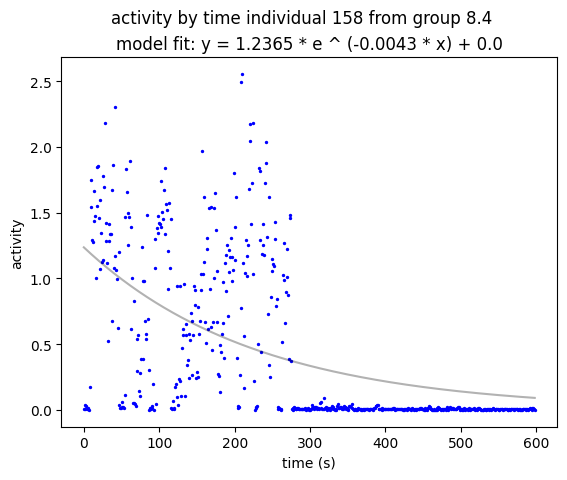 activity by time individual 158 from group 8.4
model fit: y = 1.2365 * e ^ (-0.0043 * x) + 0.0
2.5
2.0
1.5
1.0
0.5
0.0
activity
0 100 200 300 400 500 600
time (s)